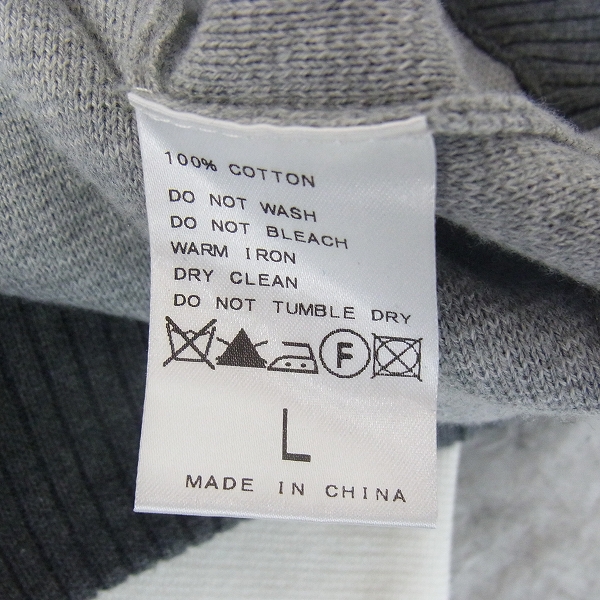 100% COTTON
DO NOT WASH
DO NOT BLEACH
WARM IRON
DRY CLEAN
DO NOT TUMBLE DRY
F
L
MADE IN CHINA